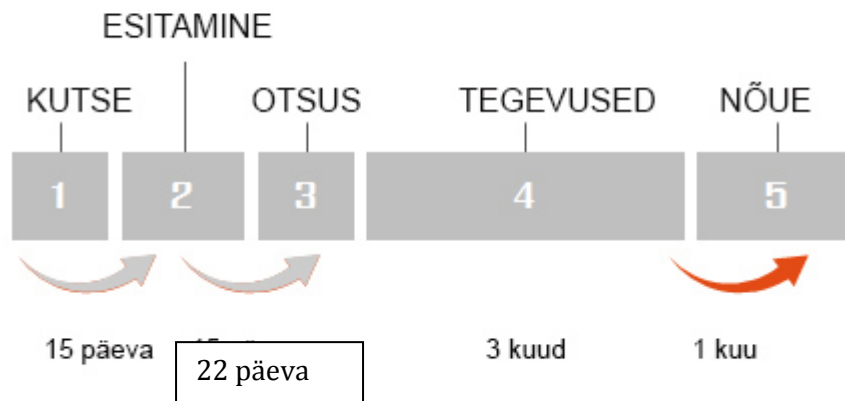 ESITAMINE
KUTSE OTSUS TEGEVUSED NÕUE
1 2 3 4 5
15 päeva 22 päeva 3 kuud 1 kuu